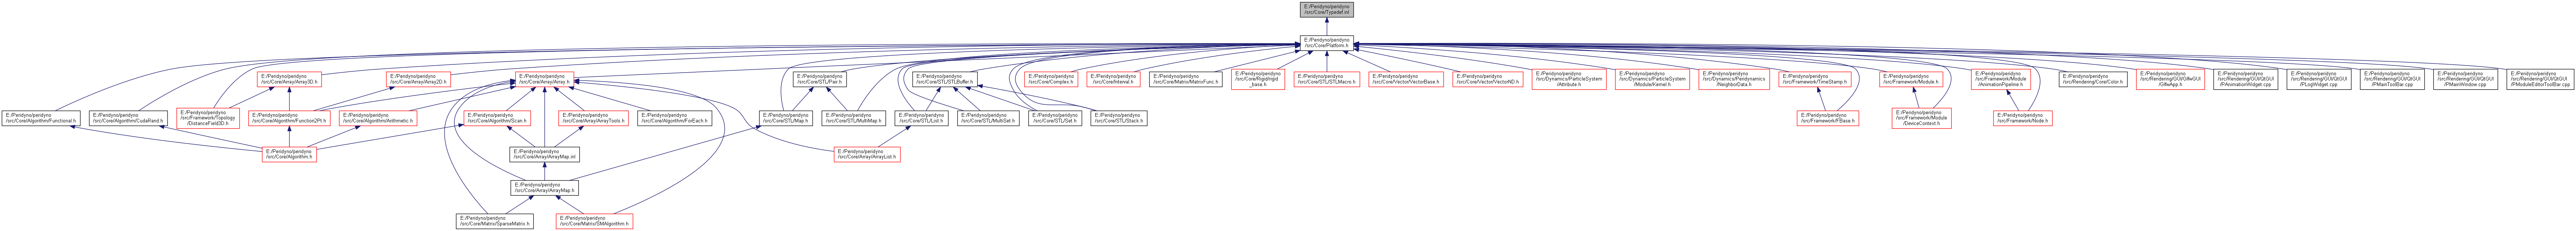 E:/Peridyno/peridyno
/src/Core/Typedef.inl
E:/Peridyno/peridyno
/src/Core/Platform.h
E:/Peridyno/peridyno
/src/Core/Array/Array3D.h
E:/Peridyno/peridyno
/src/Core/Array/Array2D.h
E:/Peridyno/peridyno
/src/Core/Array/Array.h
E:/Peridyno/peridyno
/src/Core/STL/Pair.h
E:/Peridyno/peridyno
/src/Core/STL/STLBuffer.h
E:/Peridyno/peridyno
/src/Core/Complex.h
E:/Peridyno/peridyno
/src/Core/Interval.h
E:/Peridyno/peridyno
/src/Core/Matrix/MatrixFunc.h
E:/Peridyno/peridyno
/src/Core/Rigid/rigid
_base.h
E:/Peridyno/peridyno
/src/Core/STL/STLMacro.h
E:/Peridyno/peridyno
/src/Core/Vector/VectorBase.h
E:/Peridyno/peridyno
/src/Core/Vector/VectorND.h
E:/Peridyno/peridyno
/src/Dynamics/ParticleSystem
/Attribute.h
E:/Peridyno/peridyno
/src/Dynamics/ParticleSystem
/Module/Kernel.h
E:/Peridyno/peridyno
/src/Dynamics/Peridynamics
/NeighborData.h
E:/Peridyno/peridyno
/src/Framework/TimeStamp.h
E:/Peridyno/peridyno
/src/Framework/Module.h
E:/Peridyno/peridyno
/src/Framework/Module
/AnimationPipeline.h
E:/Peridyno/peridyno
/src/Rendering/Core/Color.h
E:/Peridyno/peridyno
/src/Rendering/GUI/GlfwGUI
/GlfwApp.h
E:/Peridyno/peridyno
/src/Rendering/GUI/QtGUI
/PAnimationWidget.cpp
E:/Peridyno/peridyno
/src/Rendering/GUI/QtGUI
/PLogWidget.cpp
E:/Peridyno/peridyno
/src/Rendering/GUI/QtGUI
/PMainToolBar.cpp
E:/Peridyno/peridyno
/src/Rendering/GUI/QtGUI
/PMainWindow.cpp
E:/Peridyno/peridyno
/src/Rendering/GUI/QtGUI
/PModuleEditorToolBar.cpp
E:/Peridyno/peridyno
/src/Core/Algorithm/Functional.h
E:/Peridyno/peridyno
/src/Core/Algorithm/CudaRand.h
E:/Peridyno/peridyno
/src/Framework/Topology
/DistanceField3D.h
E:/Peridyno/peridyno
/src/Core/Algorithm/Function2Pt.h
E:/Peridyno/peridyno
/src/Core/Algorithm/Arithmetic.h
E:/Peridyno/peridyno
/src/Core/Algorithm/Scan.h
E:/Peridyno/peridyno
/src/Core/Array/ArrayTools.h
E:/Peridyno/peridyno
/src/Core/Algorithm/ForEach.h
E:/Peridyno/peridyno
/src/Core/STL/Map.h
E:/Peridyno/peridyno
/src/Core/STL/MultiMap.h
E:/Peridyno/peridyno
/src/Core/STL/List.h
E:/Peridyno/peridyno
/src/Core/STL/MultiSet.h
E:/Peridyno/peridyno
/src/Core/STL/Set.h
E:/Peridyno/peridyno
/src/Core/STL/Stack.h
E:/Peridyno/peridyno
/src/Framework/FBase.h
E:/Peridyno/peridyno
/src/Framework/Module
/DeviceContext.h
E:/Peridyno/peridyno
/src/Framework/Node.h
E:/Peridyno/peridyno
/src/Core/Algorithm.h
E:/Peridyno/peridyno
/src/Core/Array/ArrayMap.inl
E:/Peridyno/peridyno
/src/Core/Array/ArrayList.h
E:/Peridyno/peridyno
/src/Core/Array/ArrayMap.h
E:/Peridyno/peridyno
/src/Core/Matrix/SparseMatrix.h
E:/Peridyno/peridyno
/src/Core/Matrix/SMAlgorithm.h